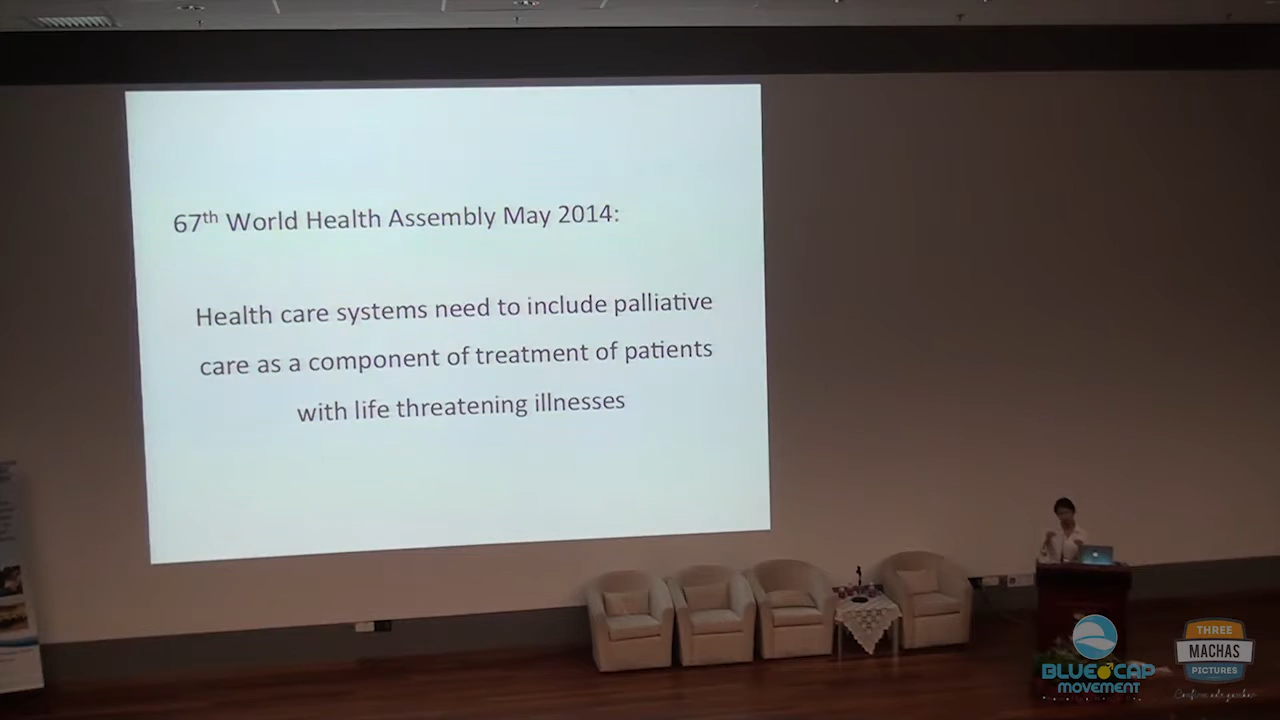 67th World Health Assembly May 2014:
Health care systems need to include palliative
care as a component of treatment of patients
with life threatening illnesses
BLUE CAP
MOVEMENT
THREE
MACHAS
PICTURES